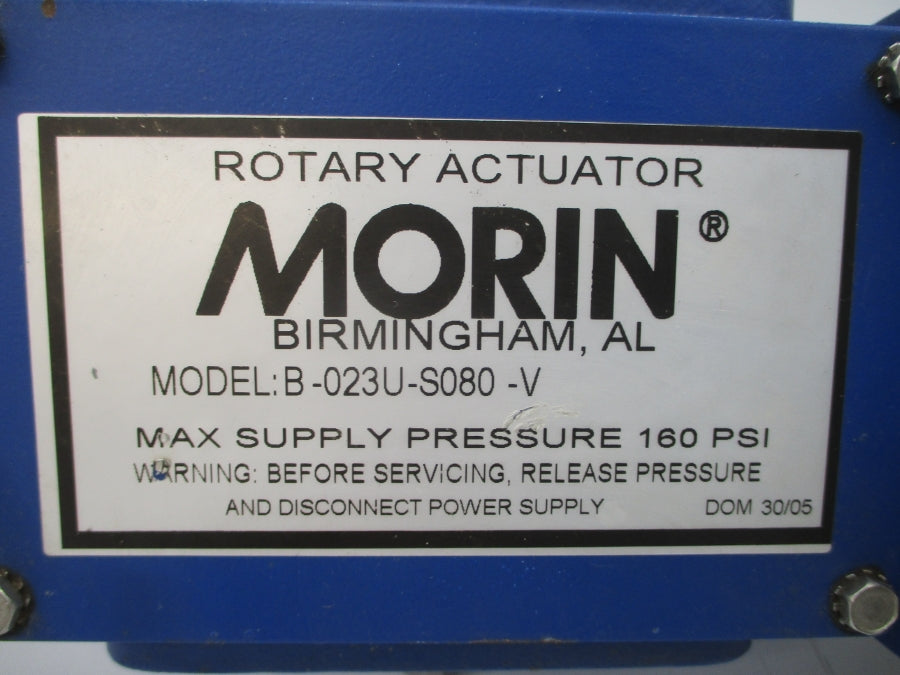 ROTARY ACTUATOR
MORIN ®
BIRMINGHAM, AL
MODEL: B -023U-S080 -V
MAX SUPPLY PRESSURE 160 PSI
WARNING: BEFORE SERVICING, RELEASE PRESSURE
AND DISCONNECT POWER SUPPLY DOM 30/05